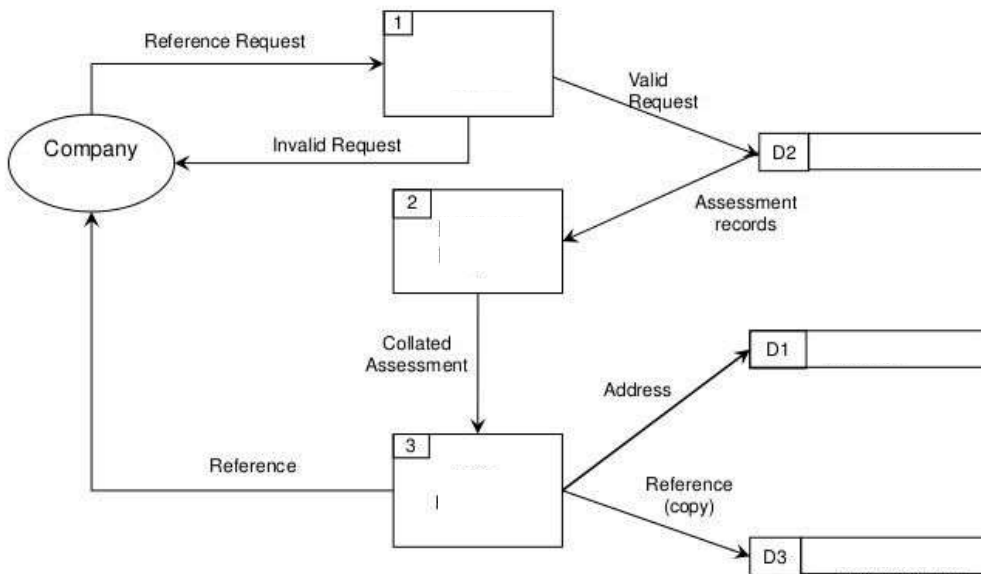 1
Reference Request
Valid
Request
Company
Invalid Request
D2
2
Assessment
records
Collated
Assessment
D1
Address
3
Reference
Reference
(copy)
D3